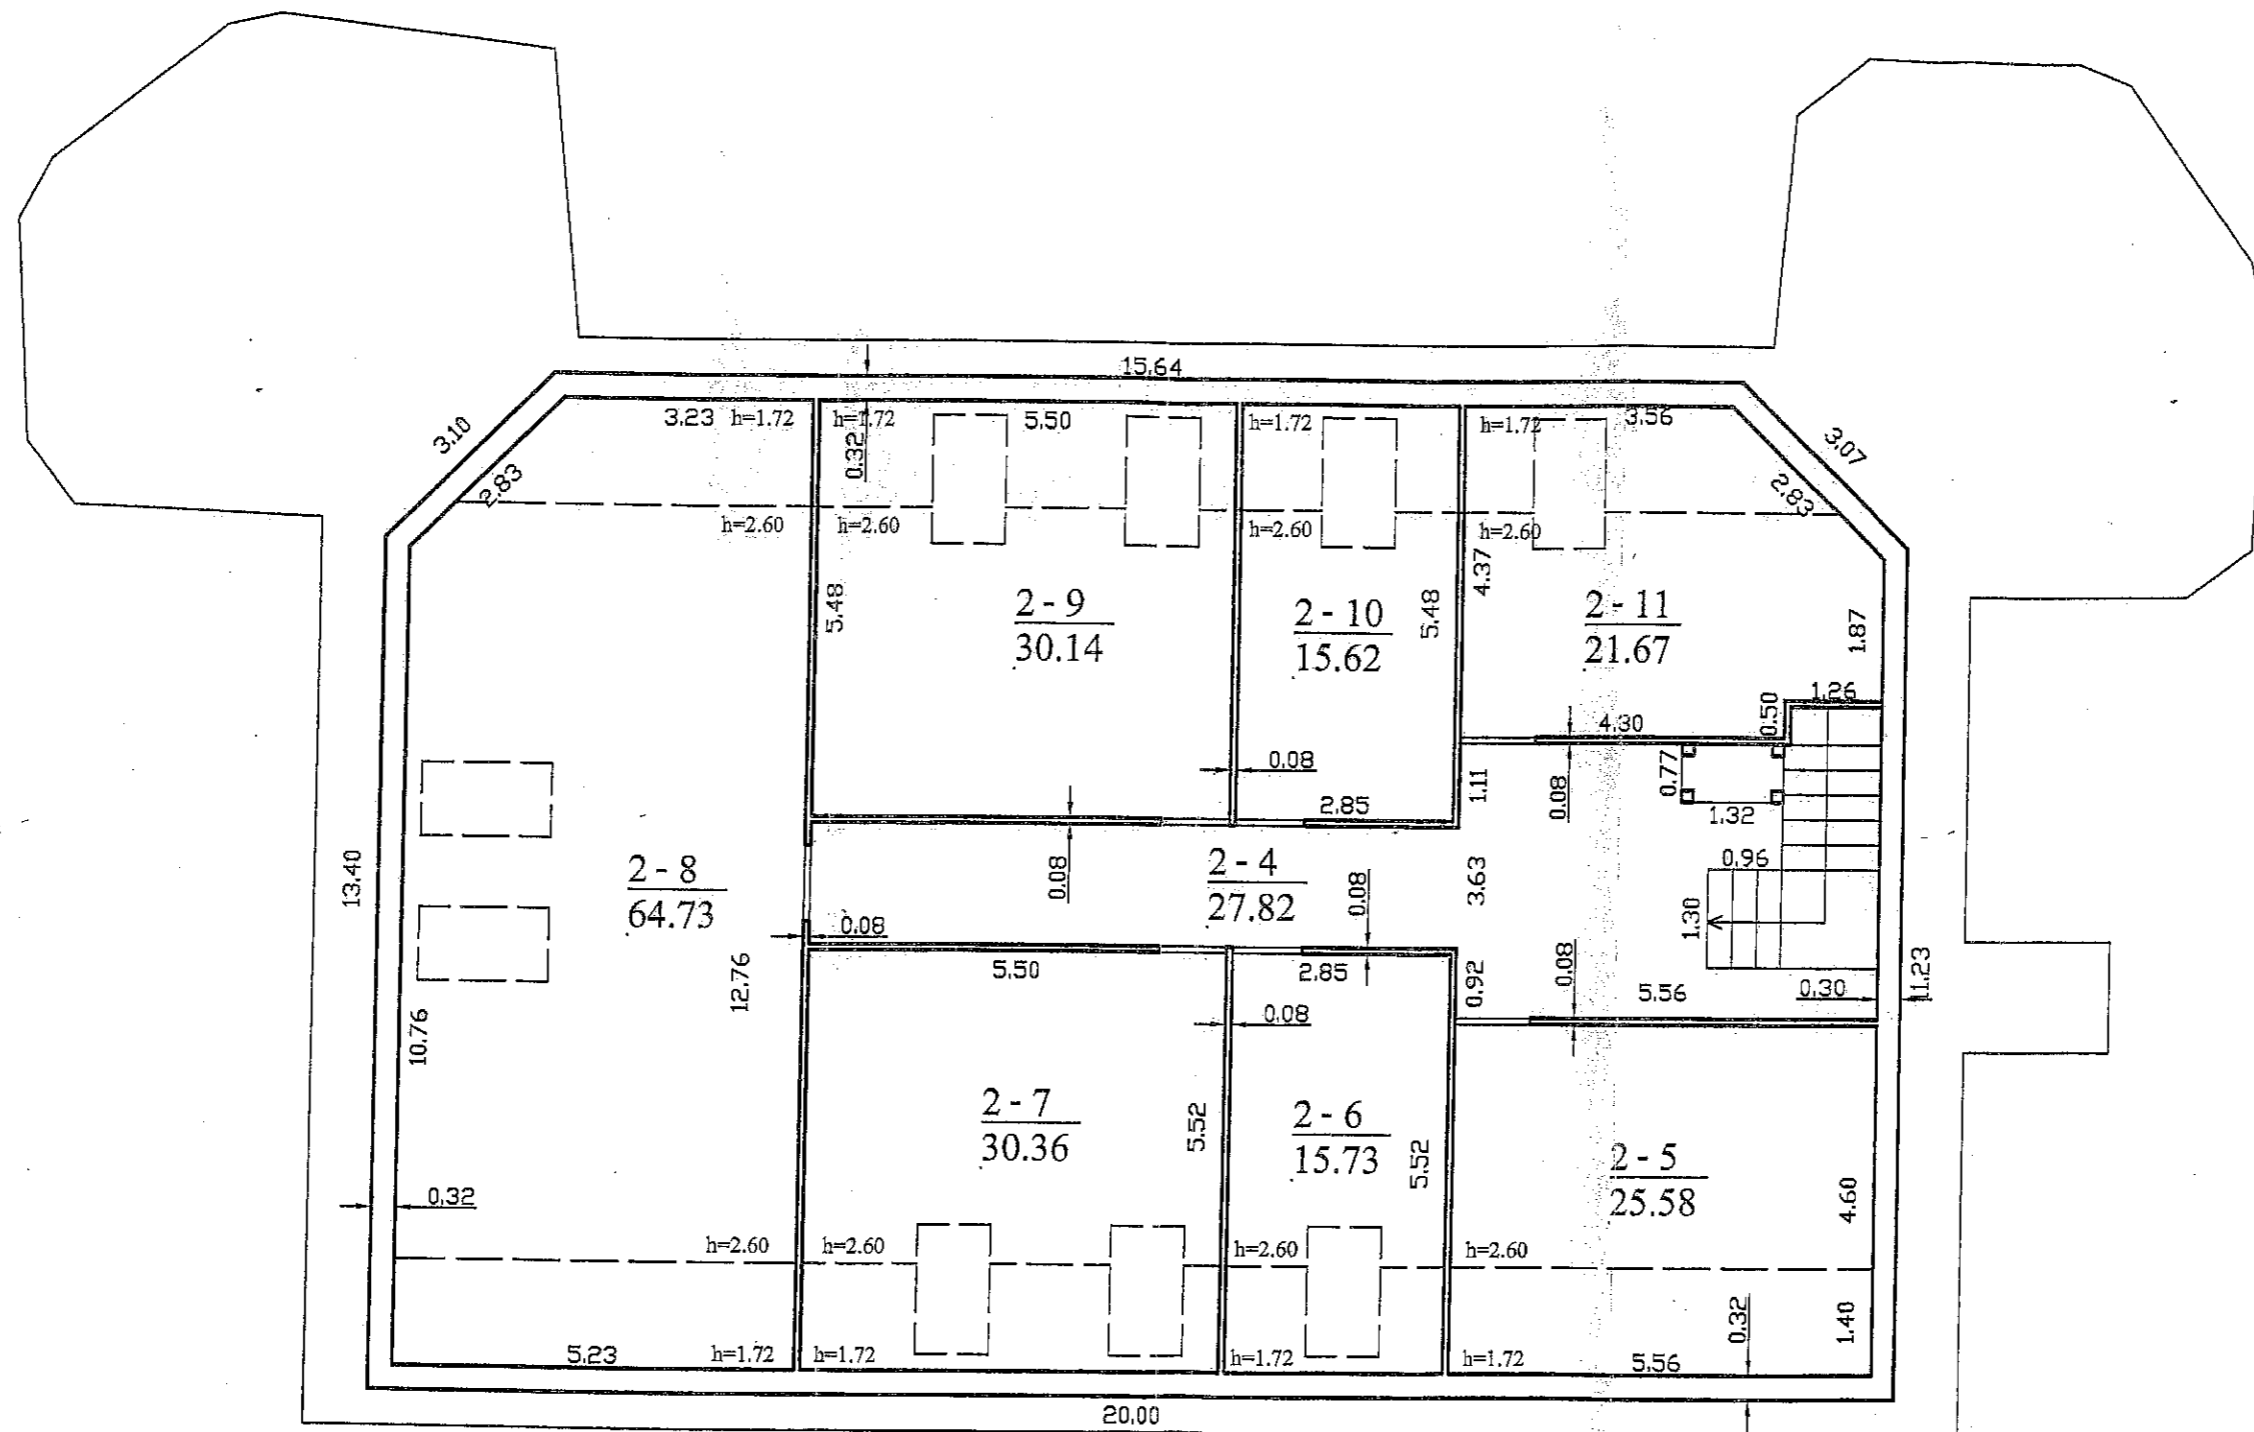 15.64
3.10
2.83
3.23 h=1.72
h=1.72
0.32
5.50
h=1.72
h=1.72
3.56
3.07
2.83
h=2.60
h=2.60
h=2.60
h=2.60
5.48
2 - 9
30.14
2 - 10
15.62
5.48
4.37
2 - 11
21.67
1.87
1.26
0.50
4.30
0.08
2.85
1.11
0.08
0.77
1.32
13.40
2 - 8
64.73
0.08
0.08
2 - 4
27.82
0.08
3.63
0.96
1.30
12.76
5.50
2.85
0.92
0.08
5.56
0.30
11.23
10.76
0.08
2 - 7
30.36
5.52
2 - 6
15.73
5.52
2 - 5
25.58
4.60
0.32
h=2.60
h=2.60
h=2.60
h=2.60
0.32
1.40
5.23
h=1.72
h=1.72
h=1.72
h=1.72
5.56
20.00